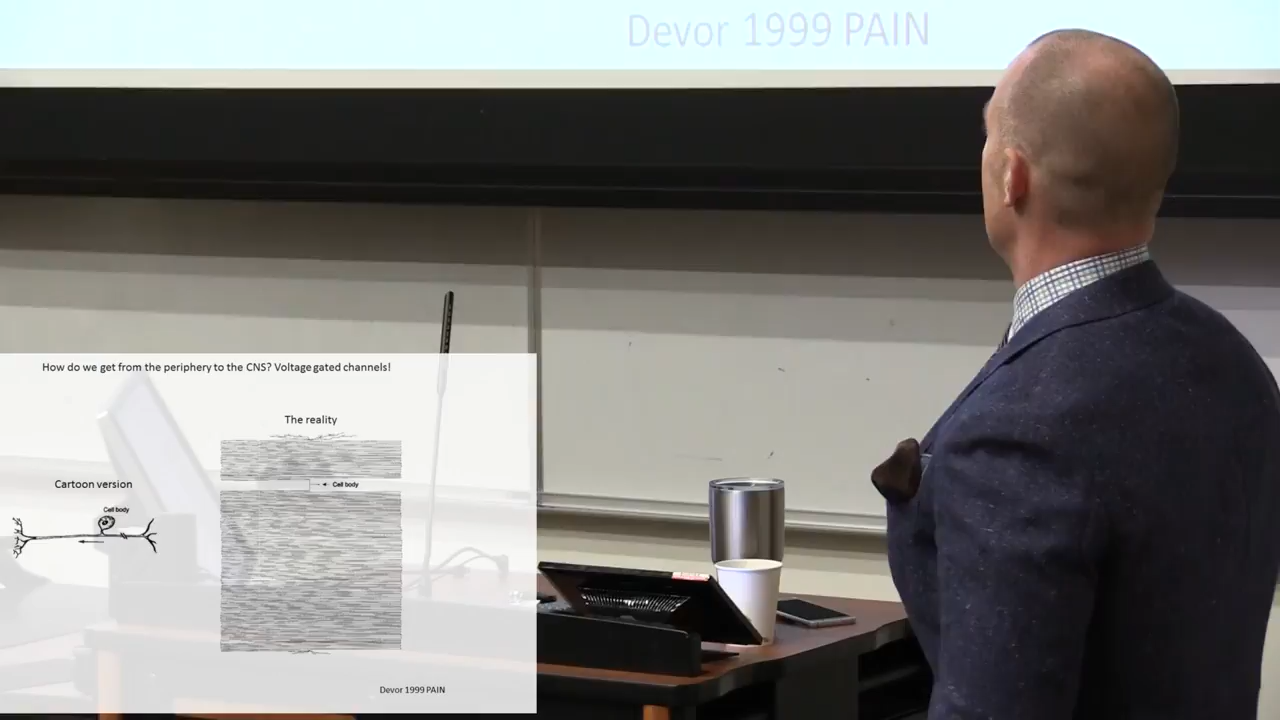 Devor 1999 PAIN
How do we get from the periphery to the CNS? Voltage gated channels!
The reality
Cell body
Cartoon version
Cell body
Devor 1999 PAIN